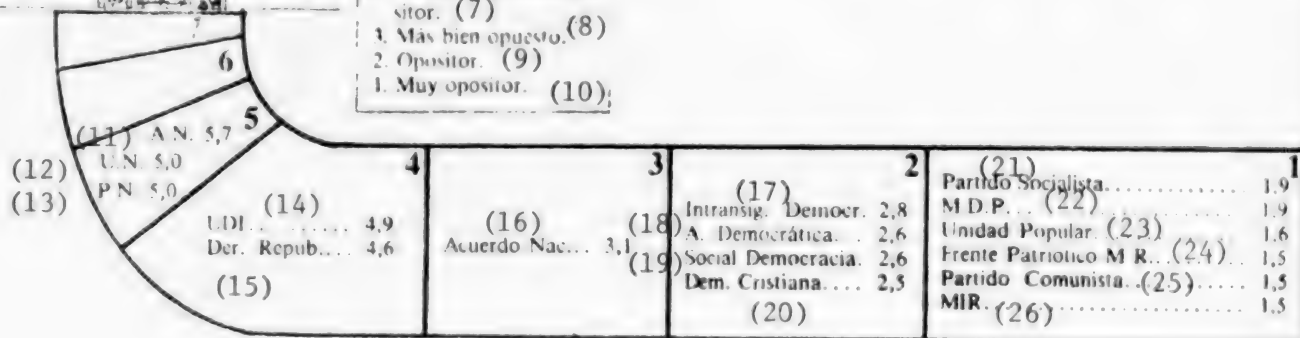 sitor. (7)
3. Más bien opuesto. (8)
2. Opositor. (9)
1. Muy opositor. (10)
6
5
(11) A.N. 5,7
(12) U.N. 5,0
(13) P.N. 5,0
4
(14)
UDI.. .... 4,9
Der. Repub.... 4,6
(15)
3
(16)
Acuerdo Nac... 3,1
2
(17)
Intransig. Democr. 2,8
(18) A. Democrática. . 2,6
(19) Social Democracia. 2,6
Dem. Cristiana.... 2,5
(20)
1
(21)
Partido Socialista............. 1.9
M.D.P... (22) ......... 1.9
Unidad Popular. (23) 1.6
Frente Patriotico M R...(24).. 1,5
Partido Comunista..(25)..... 1,5
MIR.(26)................. 1.5